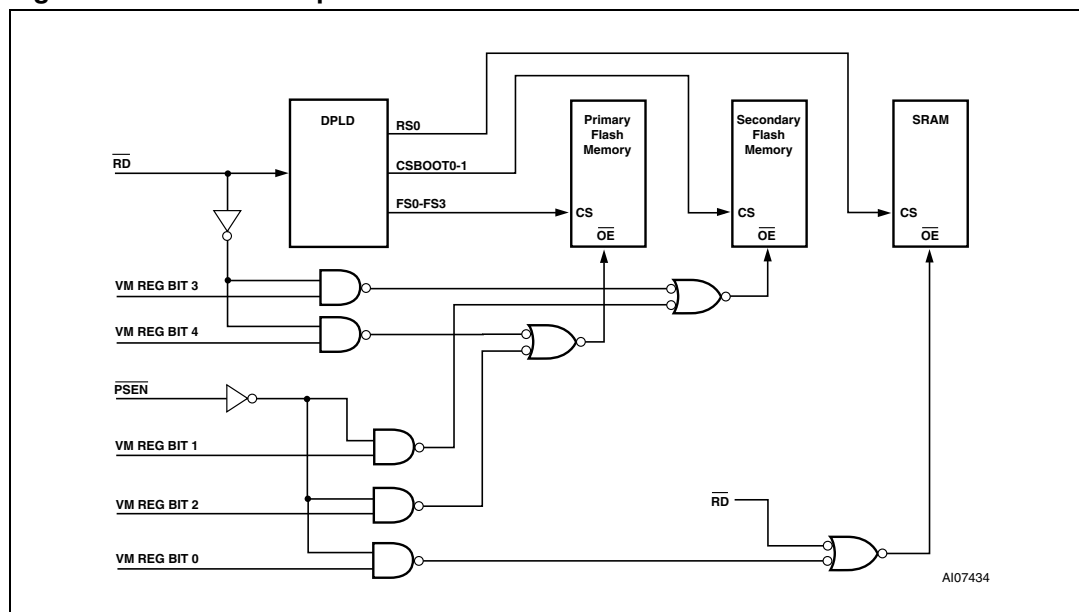 DPLD
RS0
CSBOOT0-1
FS0-FS3
Primary
Flash
Memory
CS
OE
Secondary
Flash
Memory
CS
OE
SRAM
CS
OE
RD
VM REG BIT 3
VM REG BIT 4
PSEN
VM REG BIT 1
VM REG BIT 2
VM REG BIT 0
RD
AI07434